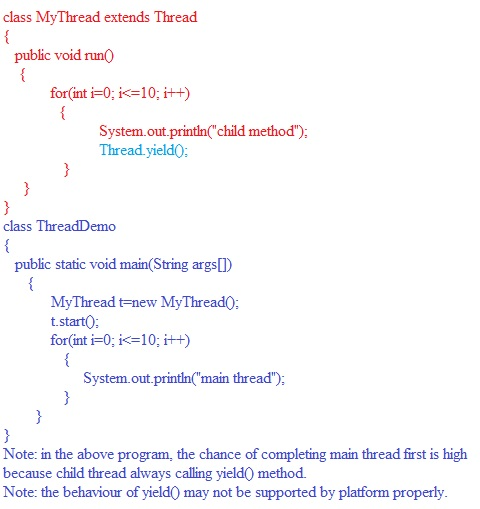 class MyThread extends Thread
{
public void run()
{
for(int i=0; i<=10; i++)
{
System.out.println("child method");
Thread.yield();
}
}
}
class ThreadDemo
{
public static void main(String args[])
{
MyThread t=new MyThread();
t.start();
for(int i=0; i<=10; i++)
{
System.out.println("main thread");
}
}
}
Note: in the above program, the chance of completing main thread first is high
because child thread always calling yield() method.
Note: the behaviour of yield() may not be supported by platform properly.